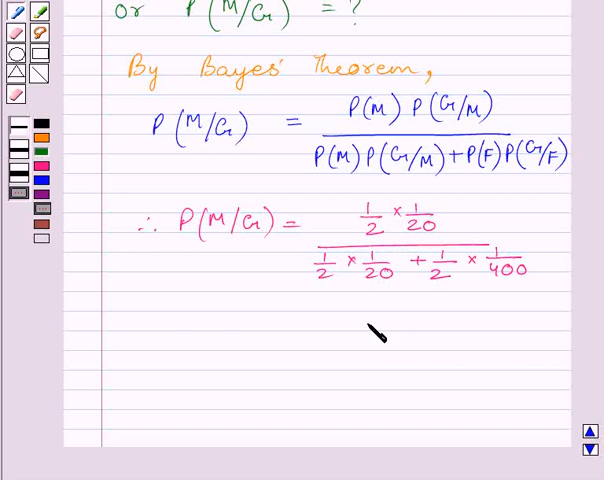 or P(M/G) = ?
By Bayes' Theorem,
P(M/G) = P(M) P(G/M) / P(M) P(G/M) + P(F) P(G/F)
∴ P(M/G) = 1/2 × 1/20 / 1/2 × 1/20 + 1/2 × 1/400